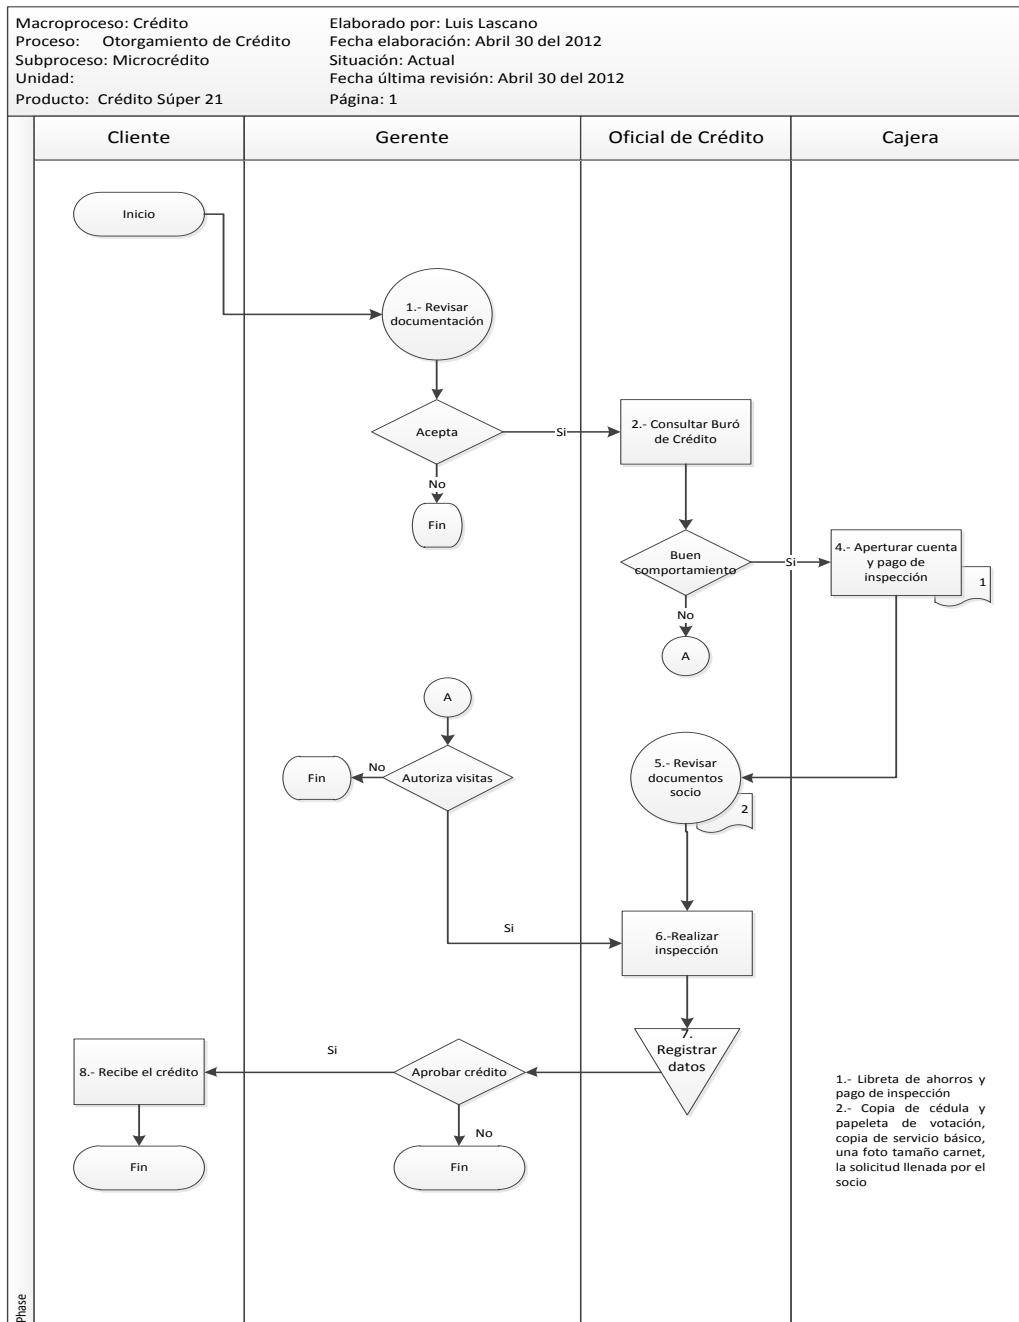 Macroproceso: Crédito
Proceso: Otorgamiento de Crédito
Subproceso: Microcrédito
Unidad:
Producto: Crédito Súper 21
Elaborado por: Luis Lascano
Fecha elaboración: Abril 30 del 2012
Situación: Actual
Fecha última revisión: Abril 30 del 2012
Página: 1
Cliente
Gerente
Oficial de Crédito
Cajera
Inicio
1.- Revisar
documentación
Acepta
Si
2.- Consultar Buró
de Crédito
No
Fin
Buen
comportamiento
Si
4.- Aperturar cuenta
y pago de
inspección
1
No
A
A
Autoriza visitas
No
Fin
5.- Revisar
documentos
socio
2
Si
6.-Realizar
inspección
7.
Registrar
datos
Aprobar crédito
Si
8.- Recibe el crédito
No
Fin
Fin
1.- Libreta de ahorros y
pago de inspección
2.- Copia de cédula y
papeleta de votación,
copia de servicio básico,
una foto tamaño carnet,
la solicitud llenada por el
socio
Phase